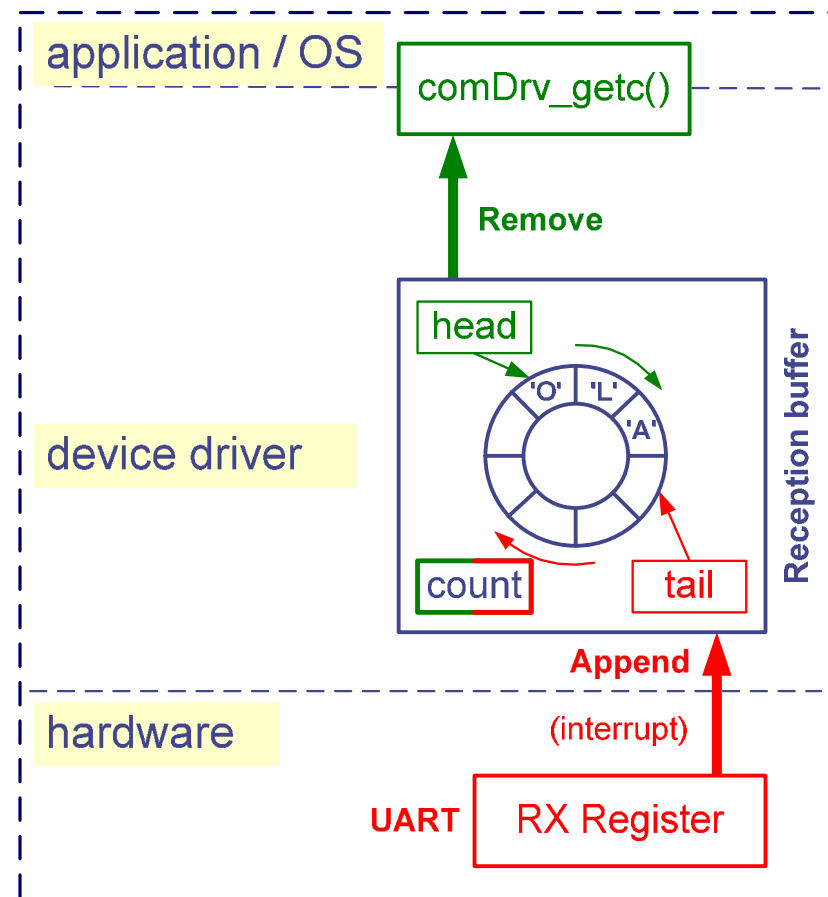 application / OS
comDrv_getc()
Remove
head
'O' 'L' 'A'
Reception buffer
device driver
count
tail
Append
hardware
(interrupt)
UART
RX Register